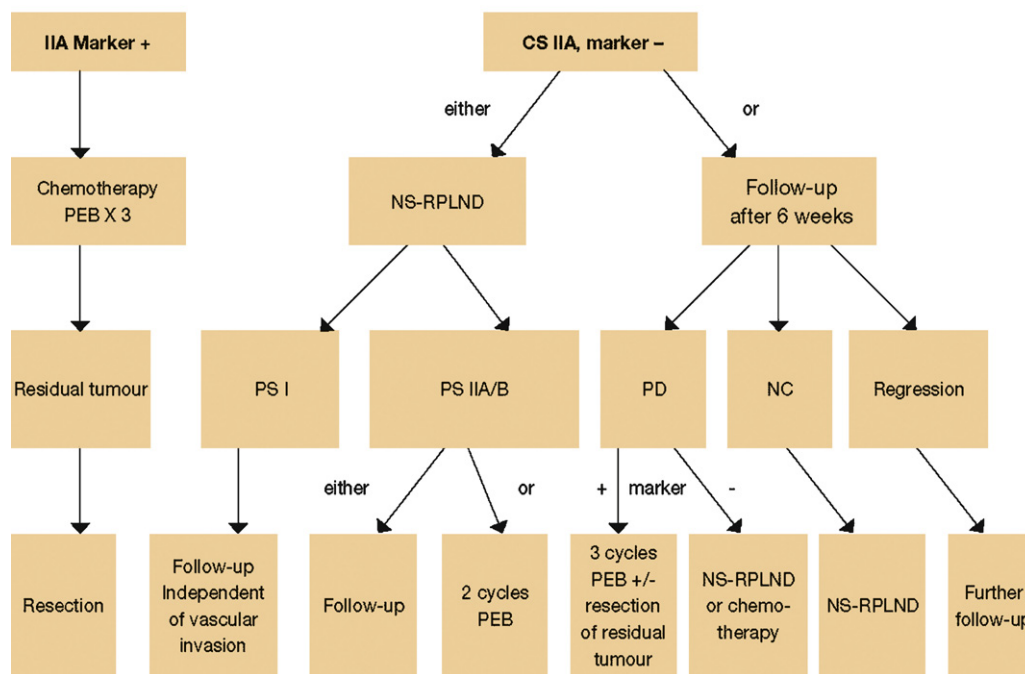 IIA Marker +
CS IIA, marker –
either
or
Chemotherapy
PEB X 3
NS-RPLND
Follow-up
after 6 weeks
Residual tumour
PS I
PS IIA/B
PD
NC
Regression
either
or
+ marker -
Resection
Follow-up
Independent
of vascular
invasion
Follow-up
2 cycles
PEB
3 cycles
PEB +/-
resection
of residual
tumour
NS-RPLND
or chemo-
therapy
NS-RPLND
Further
follow-up